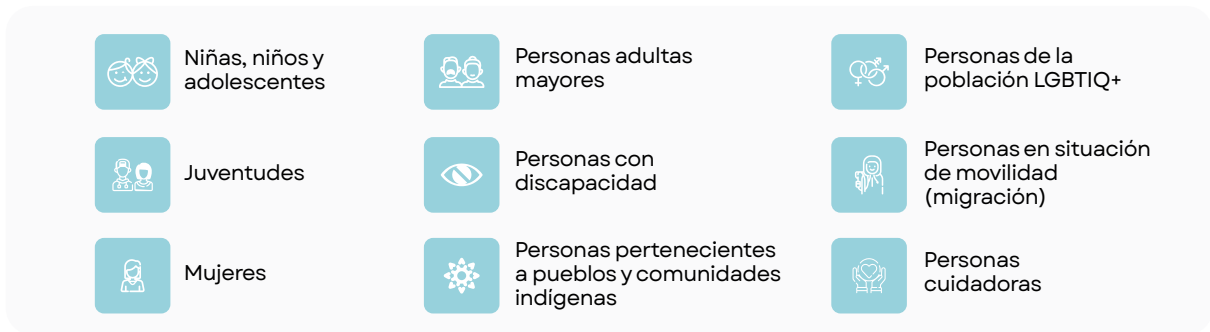 Niñas, niños y
adolescentes
Juventudes
Mujeres
Personas adultas
mayores
Personas con
discapacidad
Personas pertenecientes
a pueblos y comunidades
indígenas
Personas de la
población LGBTIQ+
Personas en situación
de movilidad
(migración)
Personas
cuidadoras